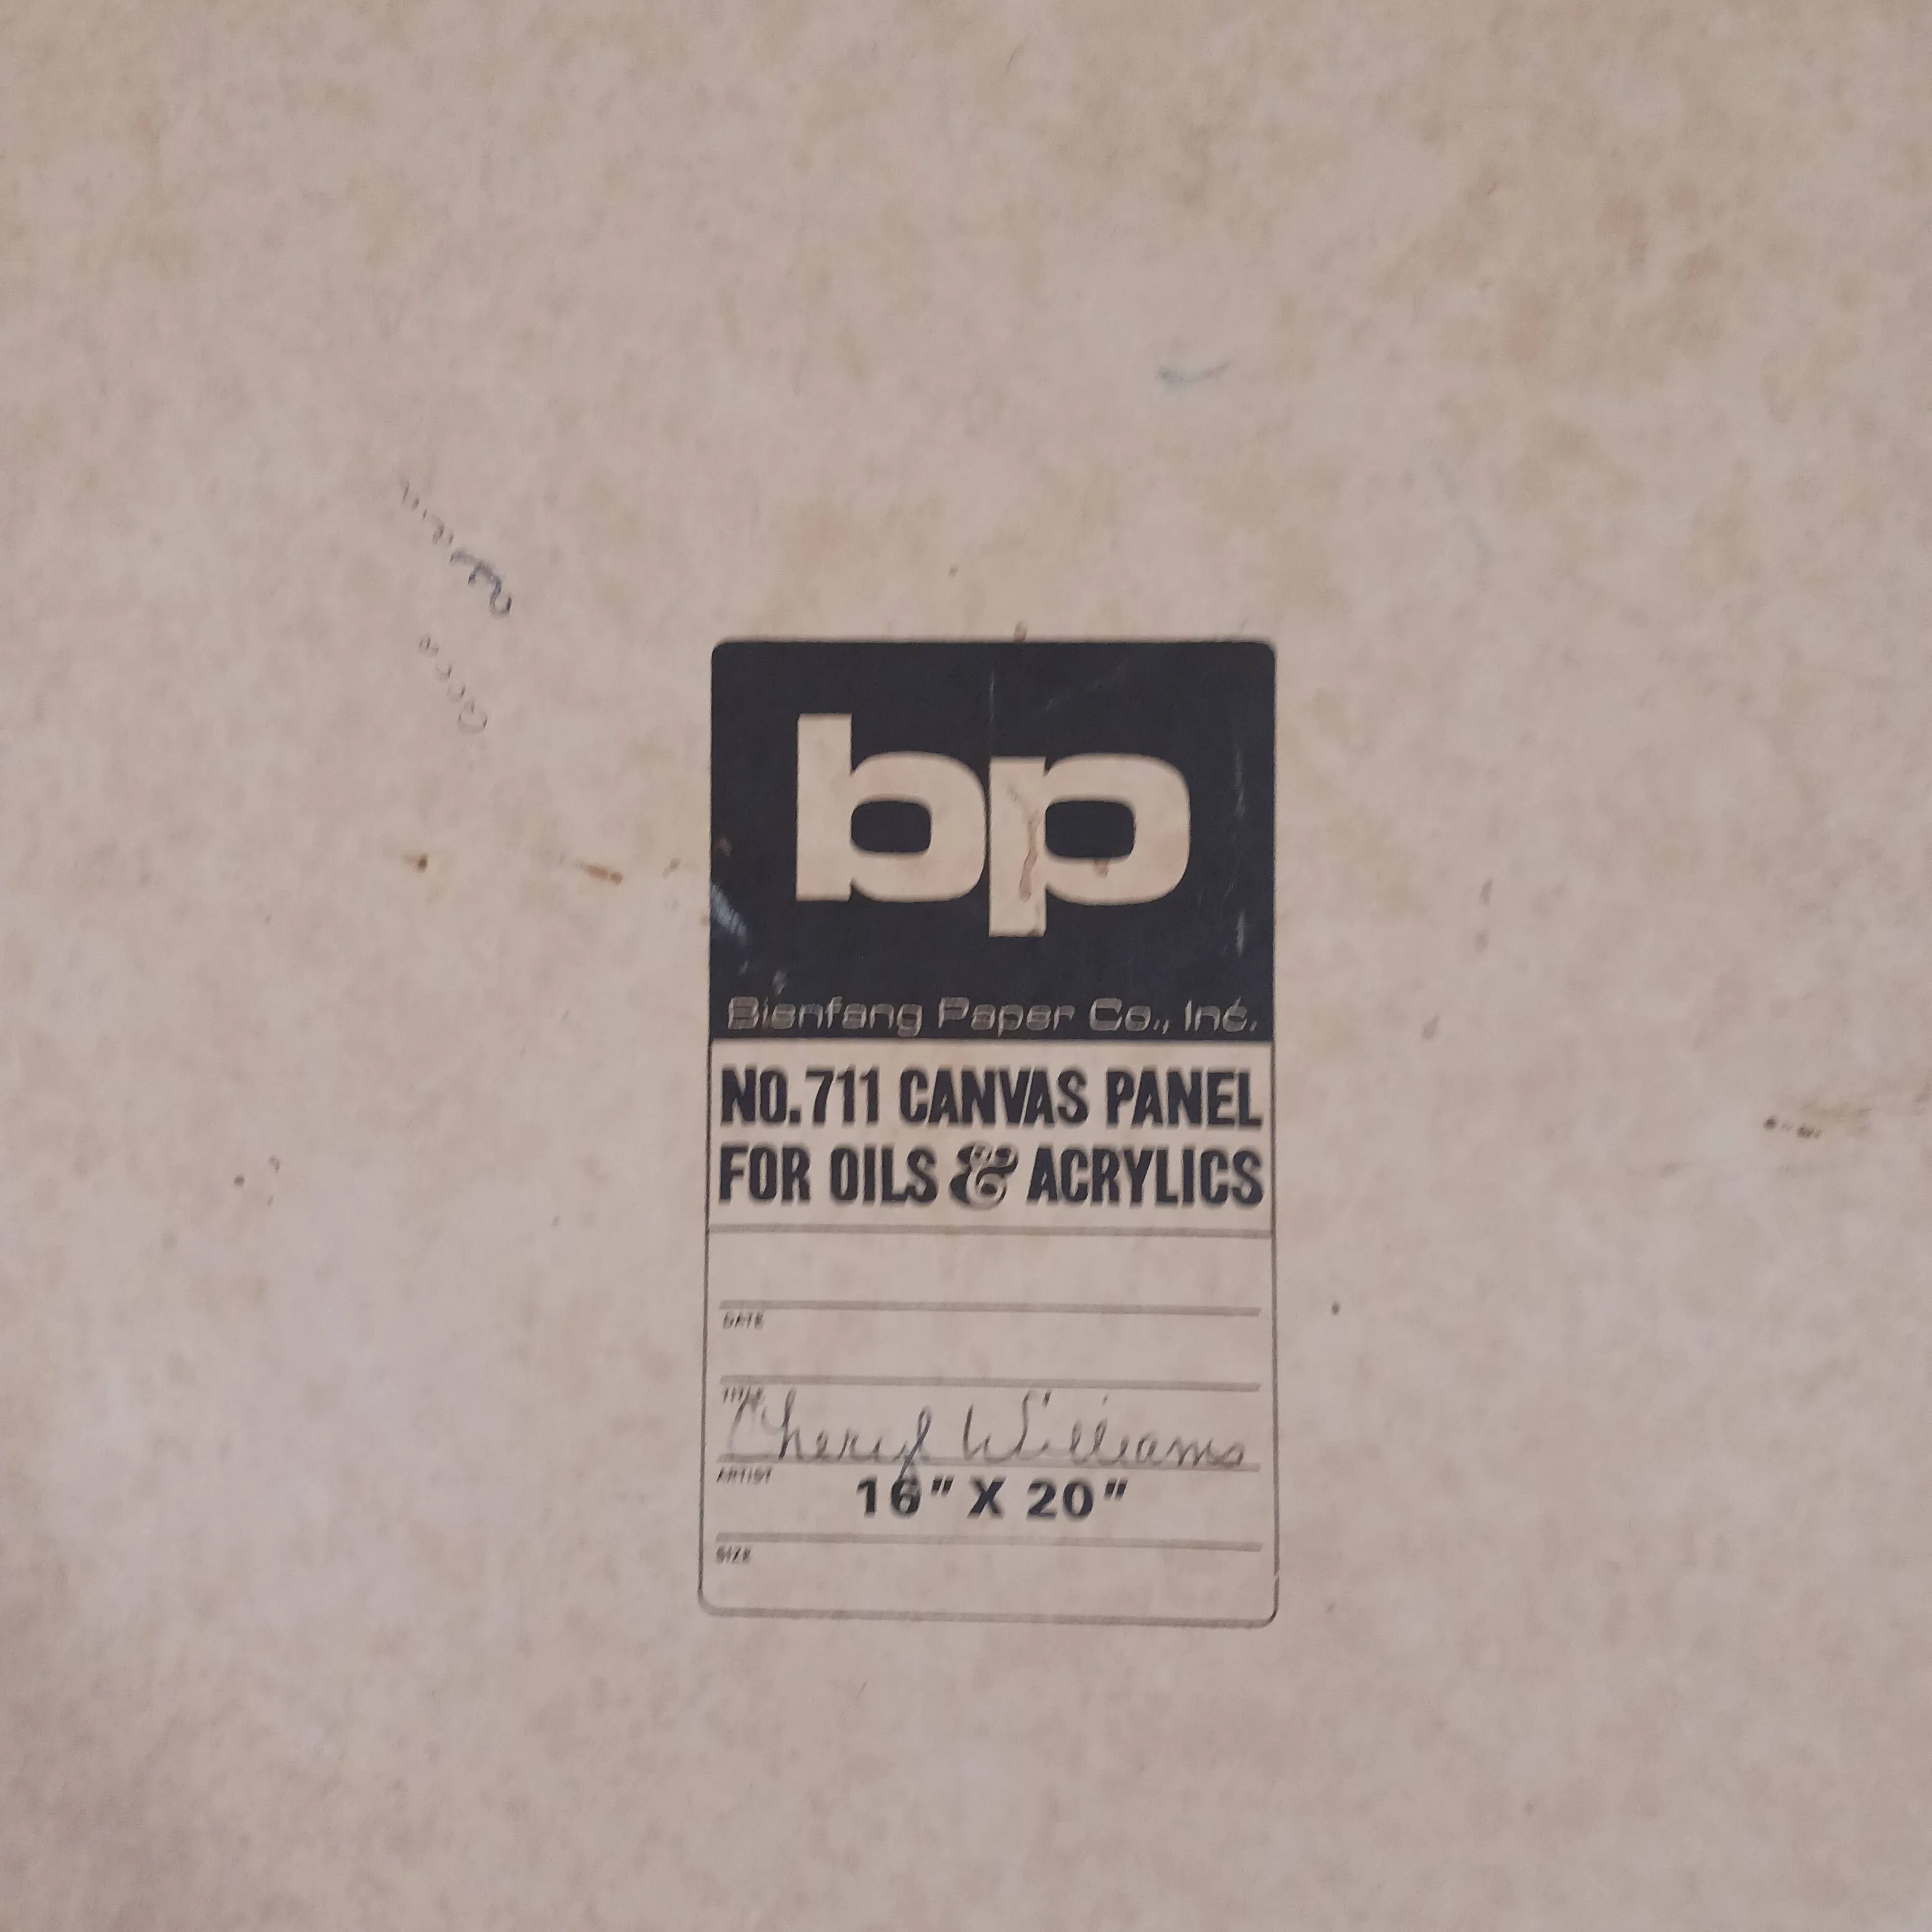 bp
Bienfang Paper Co., Inc.
NO.711 CANVAS PANEL
FOR OILS & ACRYLICS
DATE
TITLE
Cheryl Williams
ARTIST
16" X 20"
SIZE